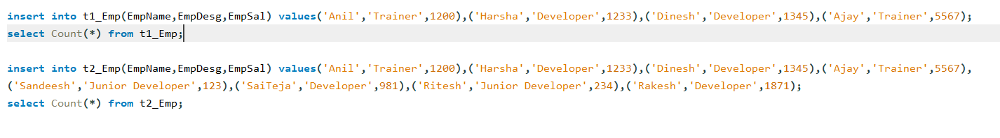 insert into t1_Emp(EmpName,EmpDesg,EmpSal) values('Anil','Trainer',1200),('Harsha','Developer',1233),('Dinesh','Developer',1345),('Ajay','Trainer',5567);
select Count(*) from t1_Emp;
insert into t2_Emp(EmpName,EmpDesg,EmpSal) values('Anil','Trainer',1200),('Harsha','Developer',1233),('Dinesh','Developer',1345),('Ajay','Trainer',5567),
('Sandeesh','Junior Developer',123),('SaiTeja','Developer',981),('Ritesh','Junior Developer',234),('Rakesh','Developer',1871);
select Count(*) from t2_Emp;